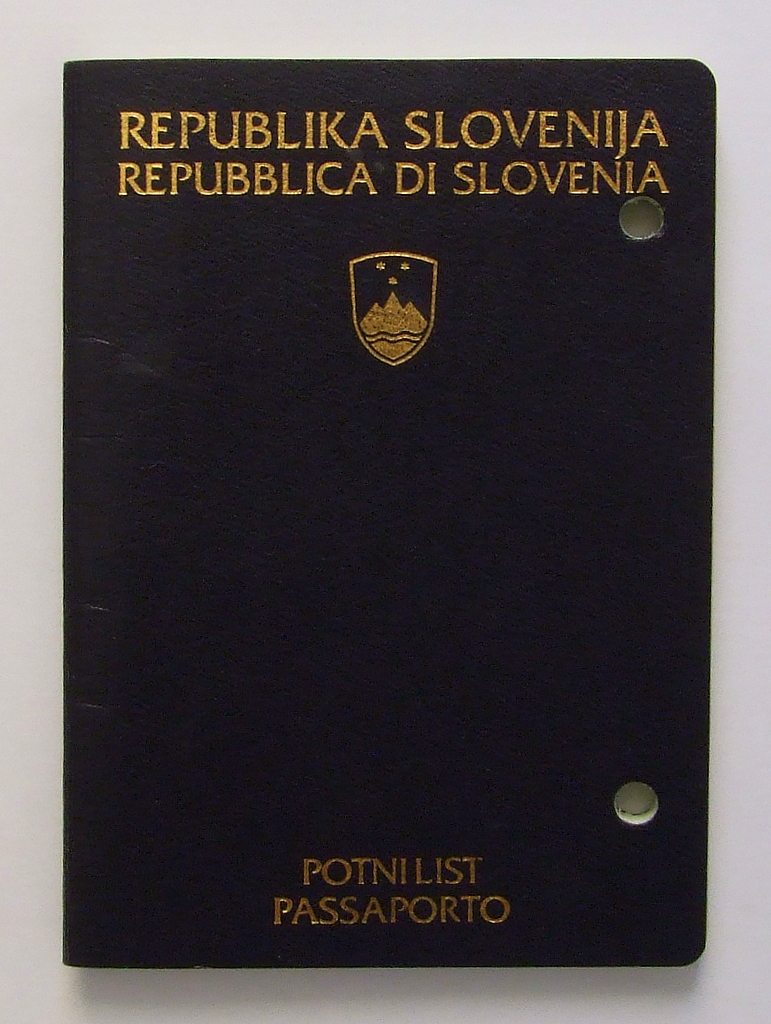 REPUBLIKA SLOVENIJA
REPUBBLICA DI SLOVENIA
POTNI LIST
PASSAPORTO